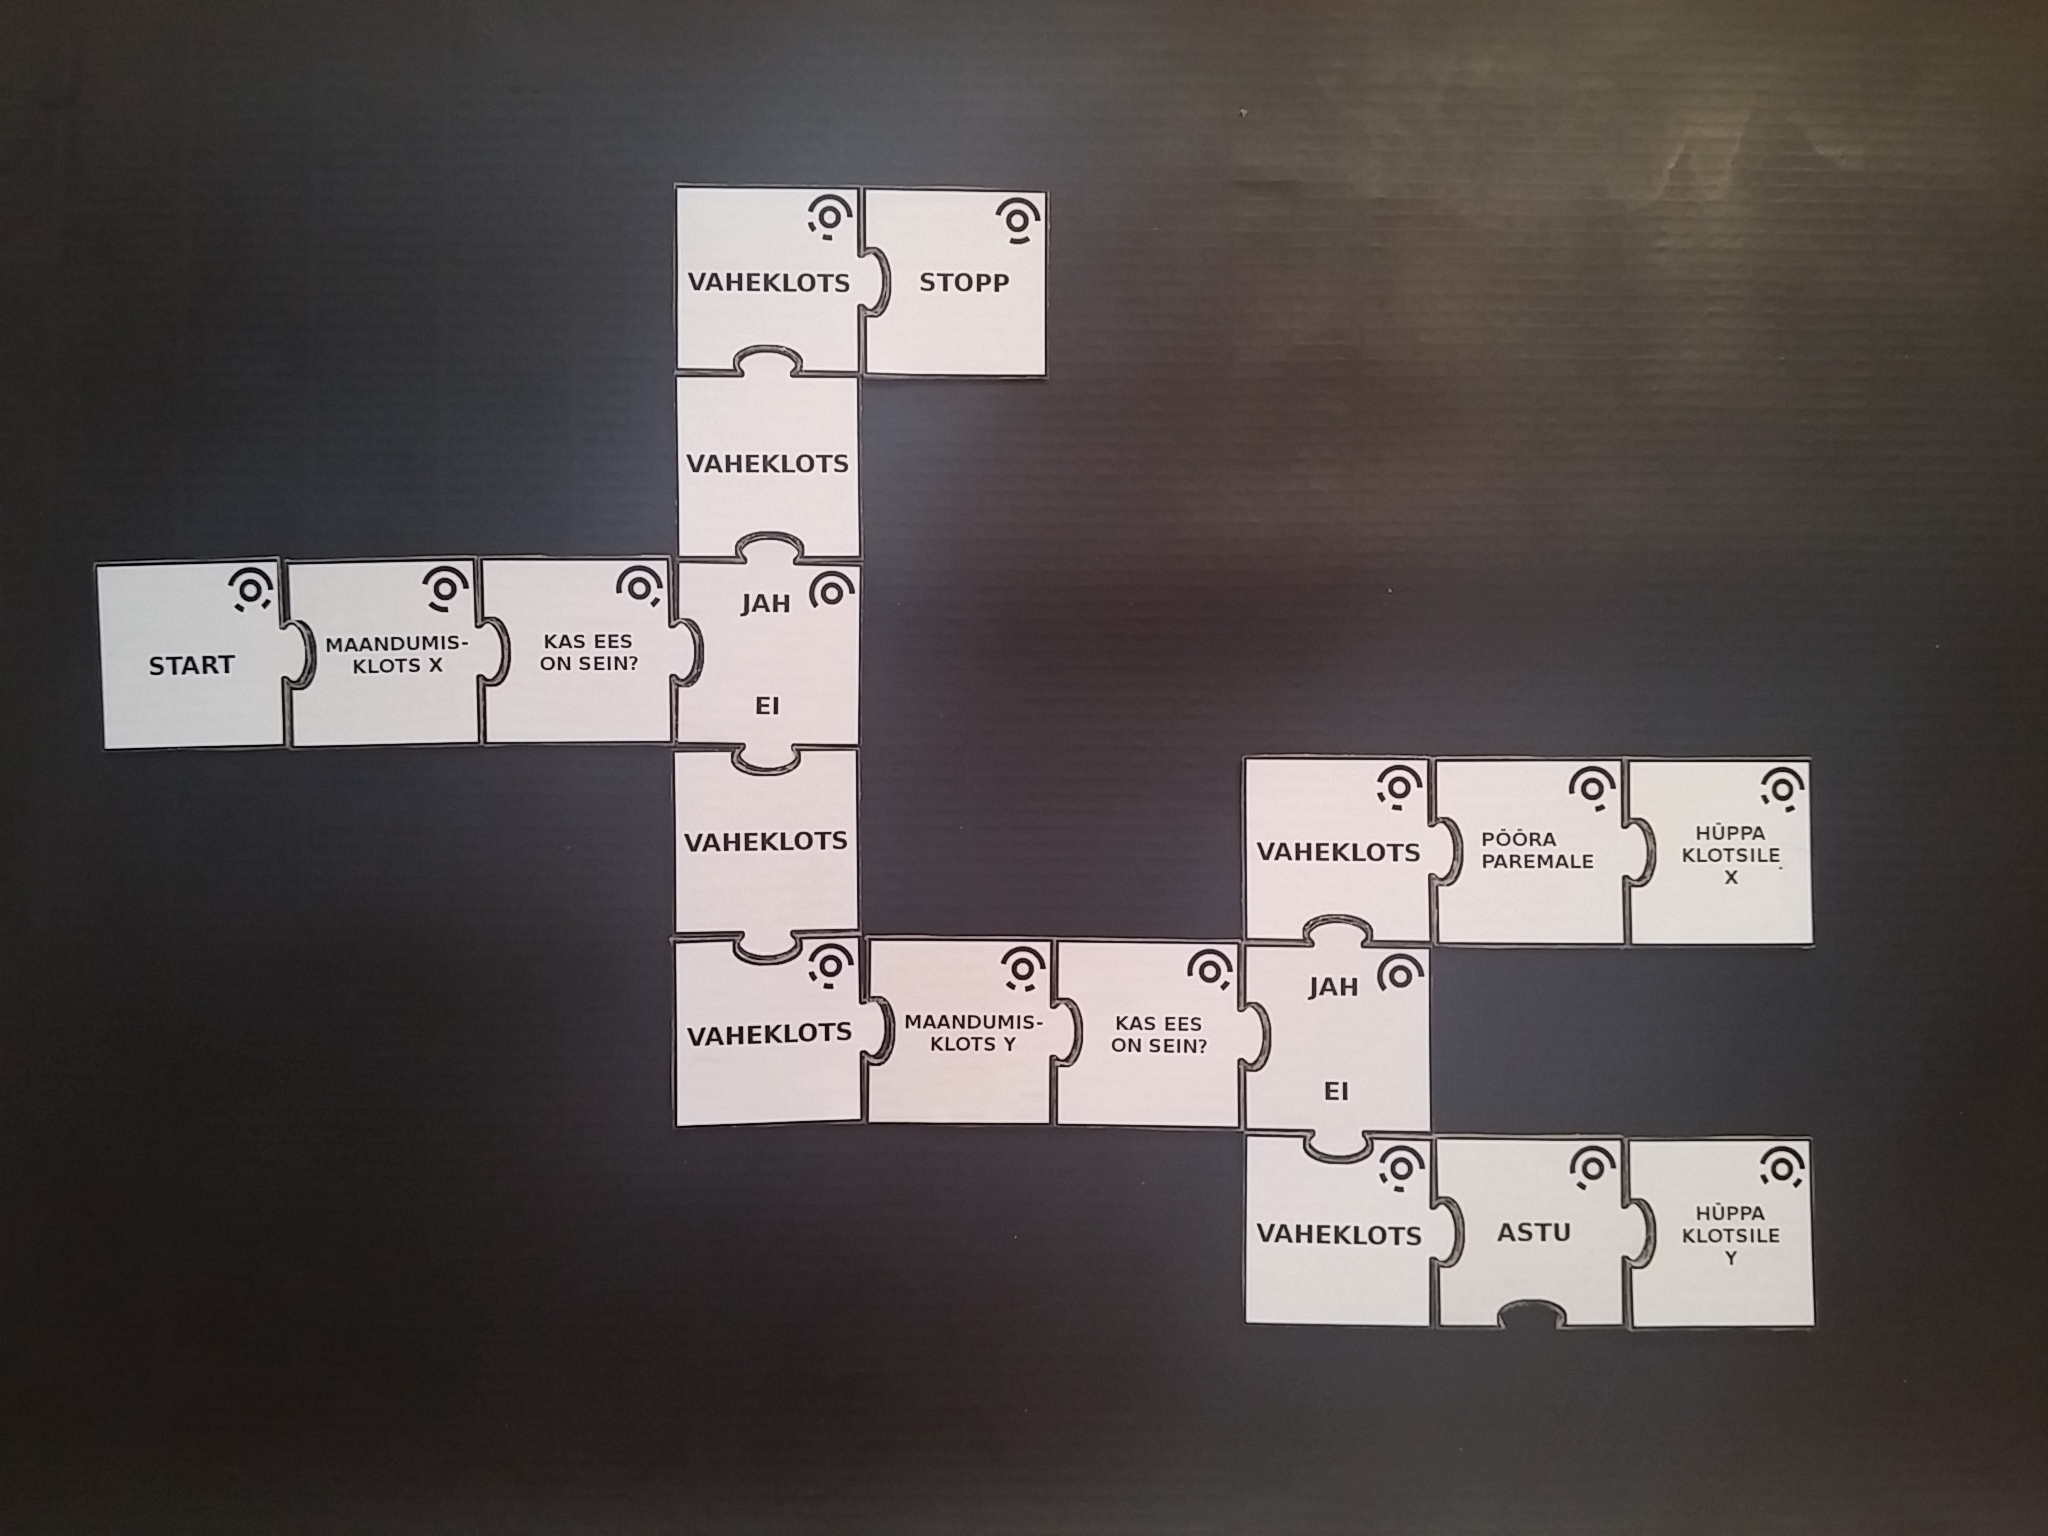 VAHEKLOTS
STOPP
VAHEKLOTS
START
MAANDUMIS-
KLOTS X
KAS EES
ON SEIN?
JAH
EI
VAHEKLOTS
VAHEKLOTS
PÖÖRA
PAREMALE
HÜPPA
KLOTSILE
X
VAHEKLOTS
MAANDUMIS-
KLOTS Y
KAS EES
ON SEIN?
JAH
EI
VAHEKLOTS
ASTU
HÜPPA
KLOTSILE
Y